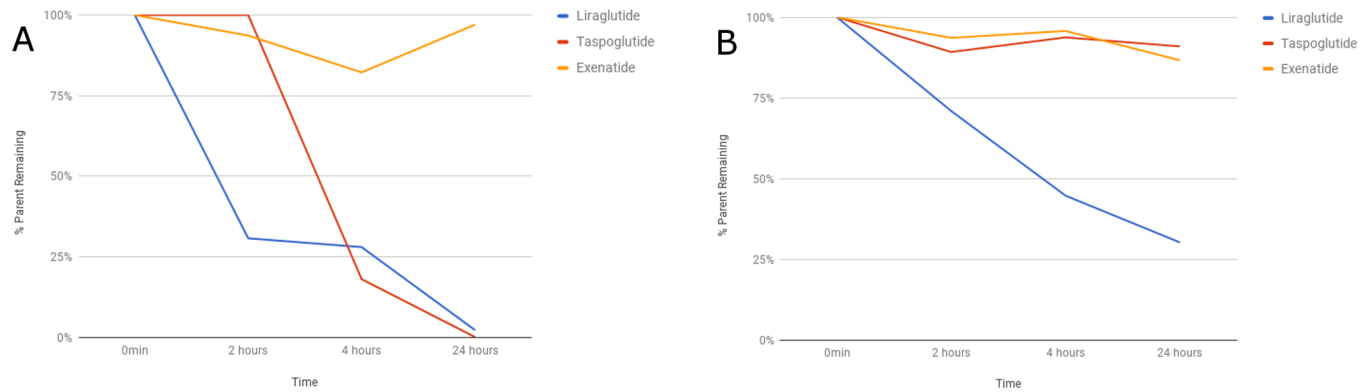 A
% Parent Remaining
100%
75%
50%
25%
0%
0min
2 hours
4 hours
24 hours
Time
Liraglutide
Taspoglutide
Exenatide
B
% Parent Remaining
100%
75%
50%
25%
0%
0min
2 hours
4 hours
24 hours
Time
Liraglutide
Taspoglutide
Exenatide